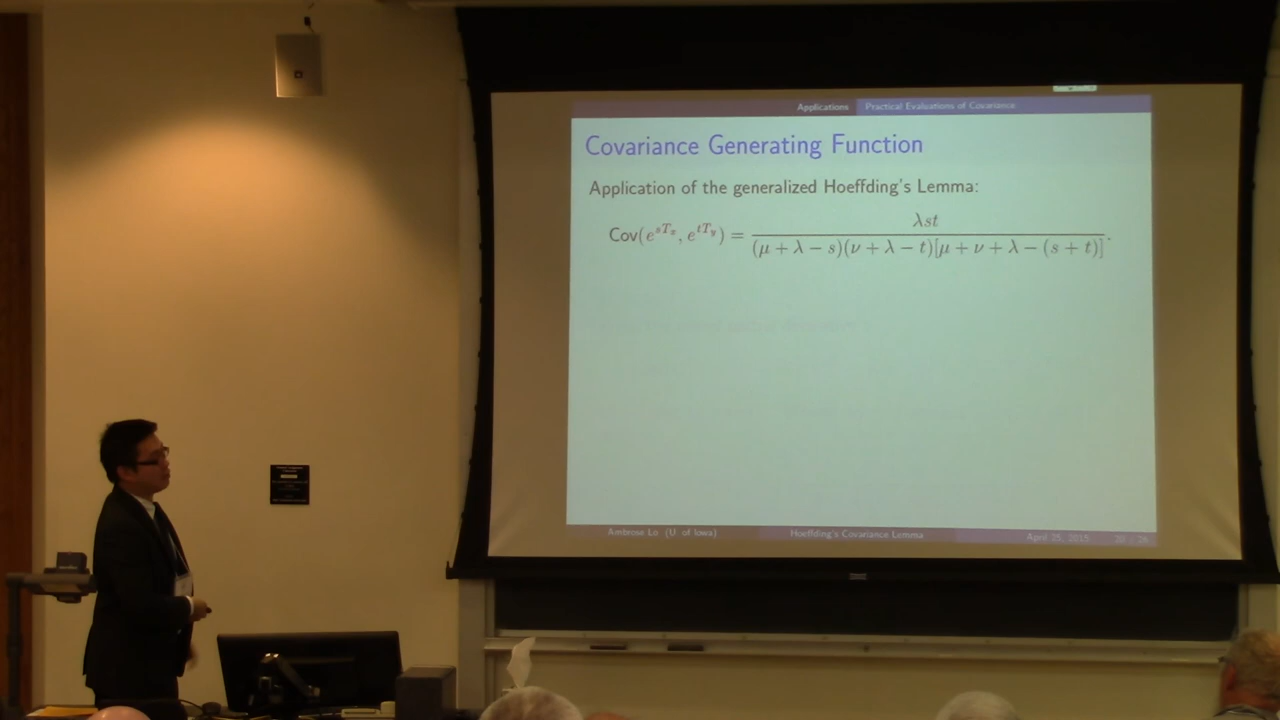 Applications Practical Evaluations of Covariance
Covariance Generating Function
Application of the generalized Hoeffding's Lemma:
Cov(e^{sT_x}, e^{tT_y}) = \frac{λst}{(μ + λ − s)(ν + λ − t)[μ + ν + λ − (s + t)]}.
Ambrose Lo (U. of Iowa) Hoeffding's Covariance Lemma April 25, 2015